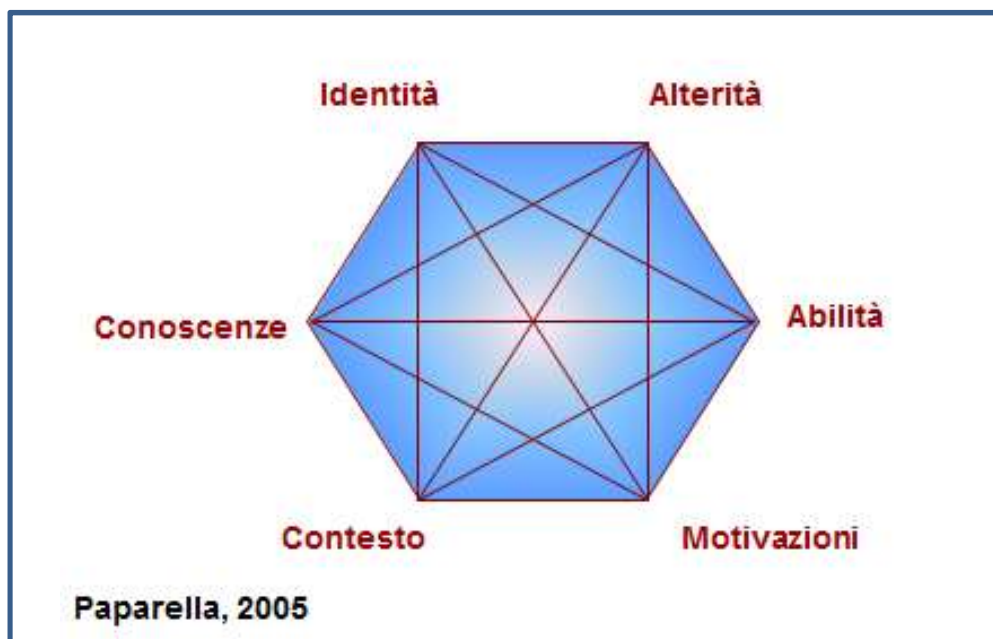 Identità
Alterità
Conoscenze
Abilità
Contesto
Motivazioni
Paparella, 2005